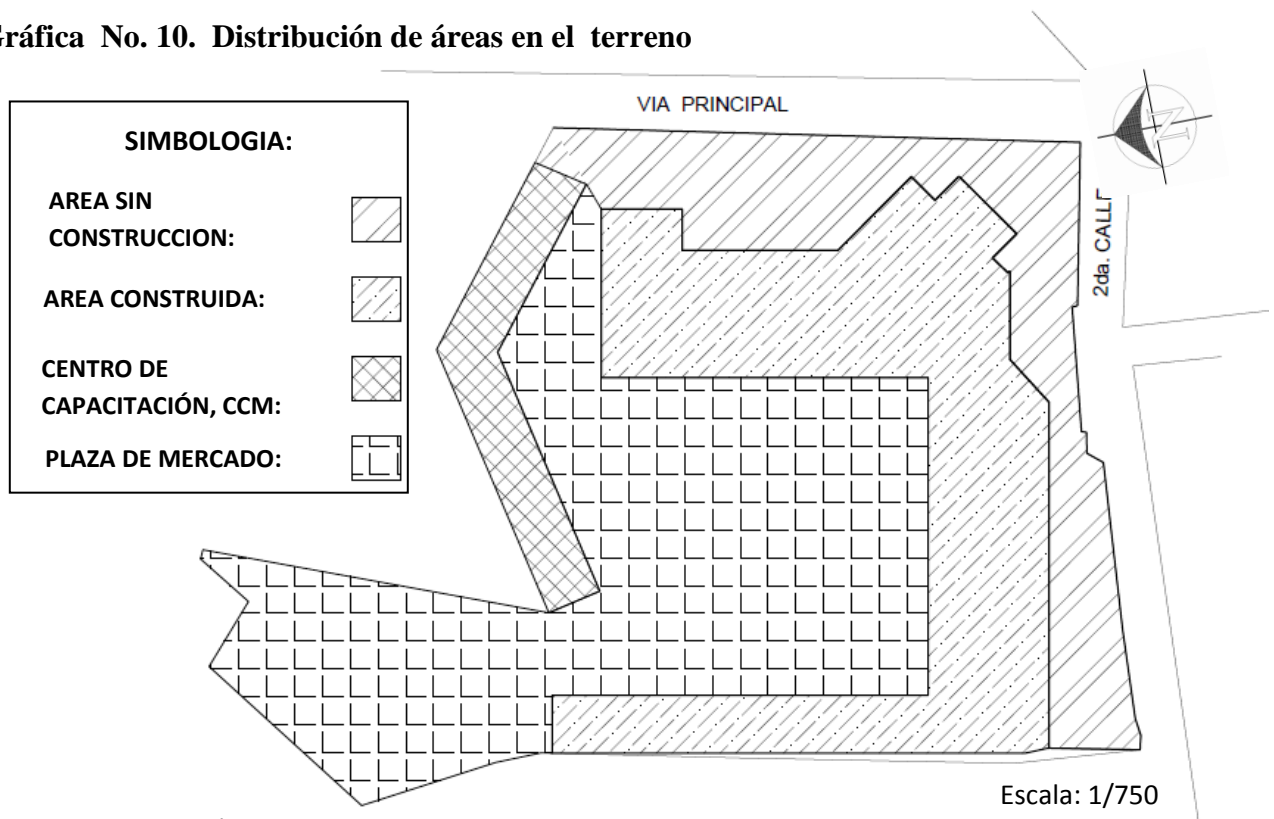 Gráfica No. 10. Distribución de áreas en el terreno
VIA PRINCIPAL
SIMBOLOGIA:
AREA SIN
CONSTRUCCION:
AREA CONSTRUIDA:
CENTRO DE
CAPACITACIÓN, CCM:
PLAZA DE MERCADO:
N
2da. CALLE
Escala: 1/750